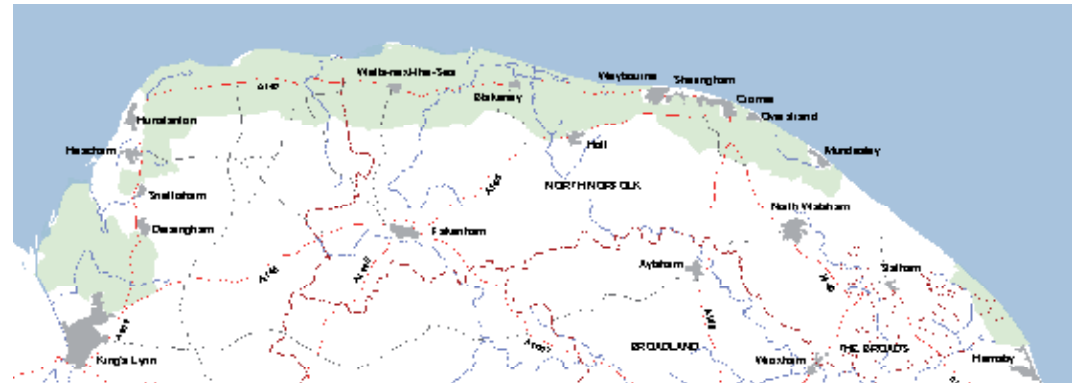 Wells-next-the-Sea
Weybourne
Sheringham
Cromer
Overstrand
Blakeney
Hunstanton
Holt
Mundesley
Heacham
NORTH NORFOLK
Snettisham
North Walsham
Dersingham
Fakenham
Aylsham
Stalham
King's Lynn
BROADLAND
Wroxham
THE BROADS
Hemsby